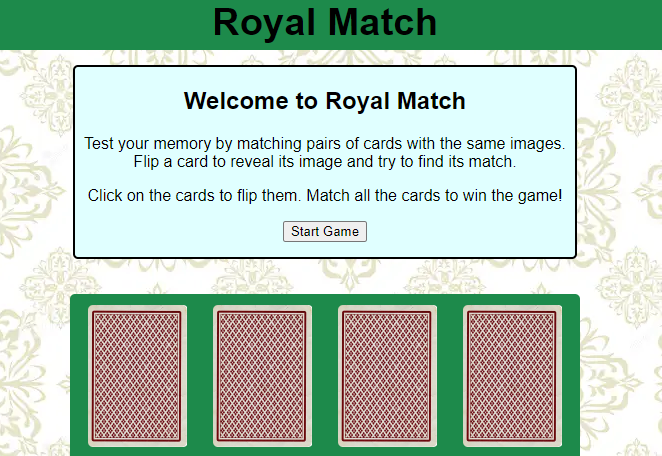 Royal Match
Welcome to Royal Match
Test your memory by matching pairs of cards with the same images.
Flip a card to reveal its image and try to find its match.
Click on the cards to flip them. Match all the cards to win the game!
Start Game